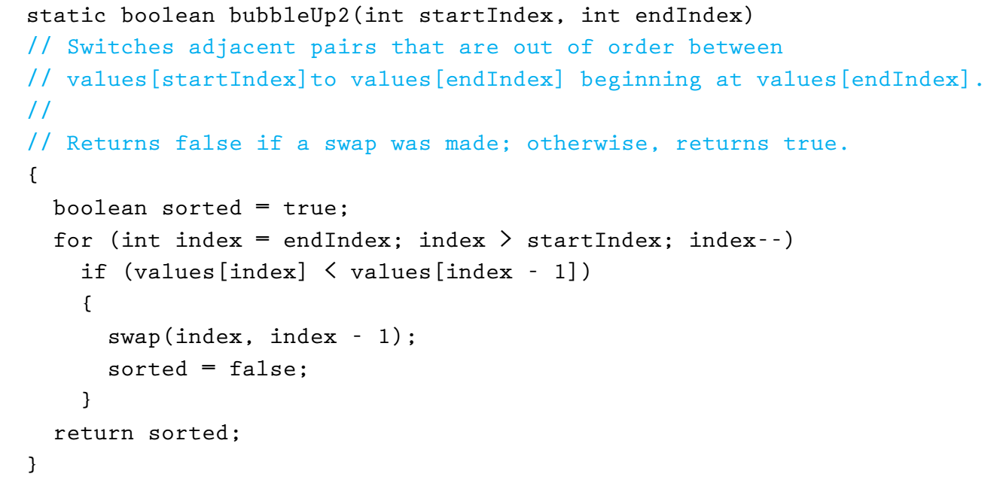 static boolean bubbleUp2(int startIndex, int endIndex)
// Switches adjacent pairs that are out of order between
// values[startIndex]to values[endIndex] beginning at values[endIndex].
//
// Returns false if a swap was made; otherwise, returns true.
{
  boolean sorted = true;
  for (int index = endIndex; index > startIndex; index--)
    if (values[index] < values[index - 1])
    {
      swap(index, index - 1);
      sorted = false;
    }
  return sorted;
}